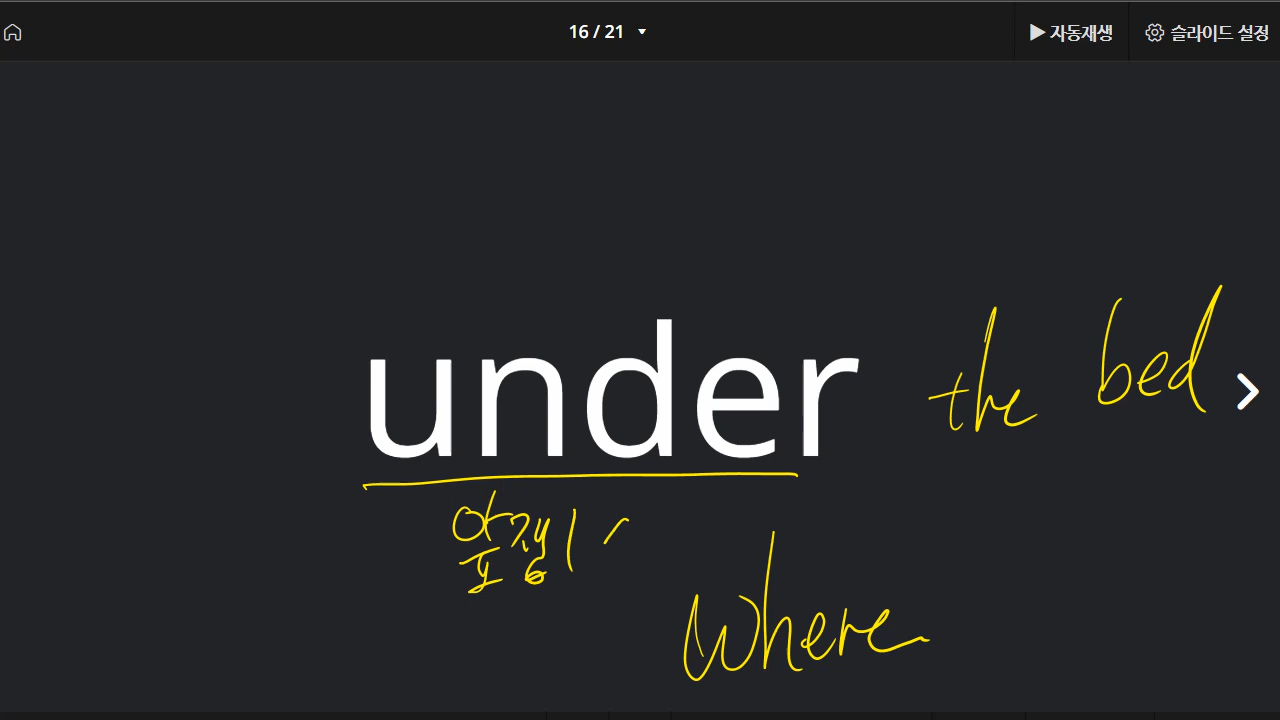 16 / 21
자동재생
슬라이드 설정
under the bed
where